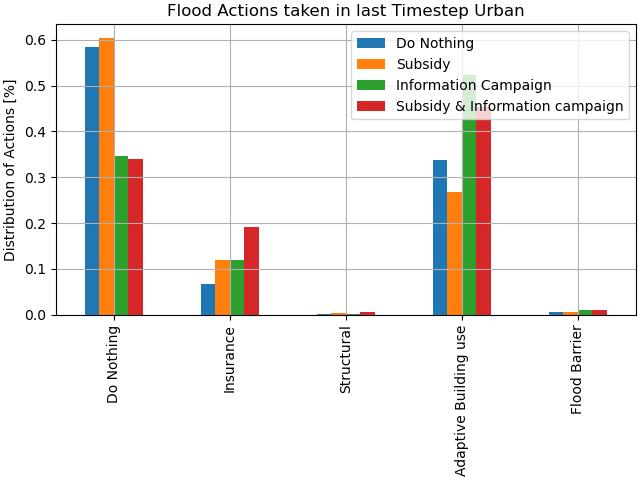 Flood Actions taken in last Timestep Urban
Do Nothing
Subsidy
Information Campaign
Subsidy & Information campaign
Distribution of Actions [%]
0.6
0.5
0.4
0.3
0.2
0.1
0.0
Do Nothing
Insurance
Structural
Adaptive Building use
Flood Barrier